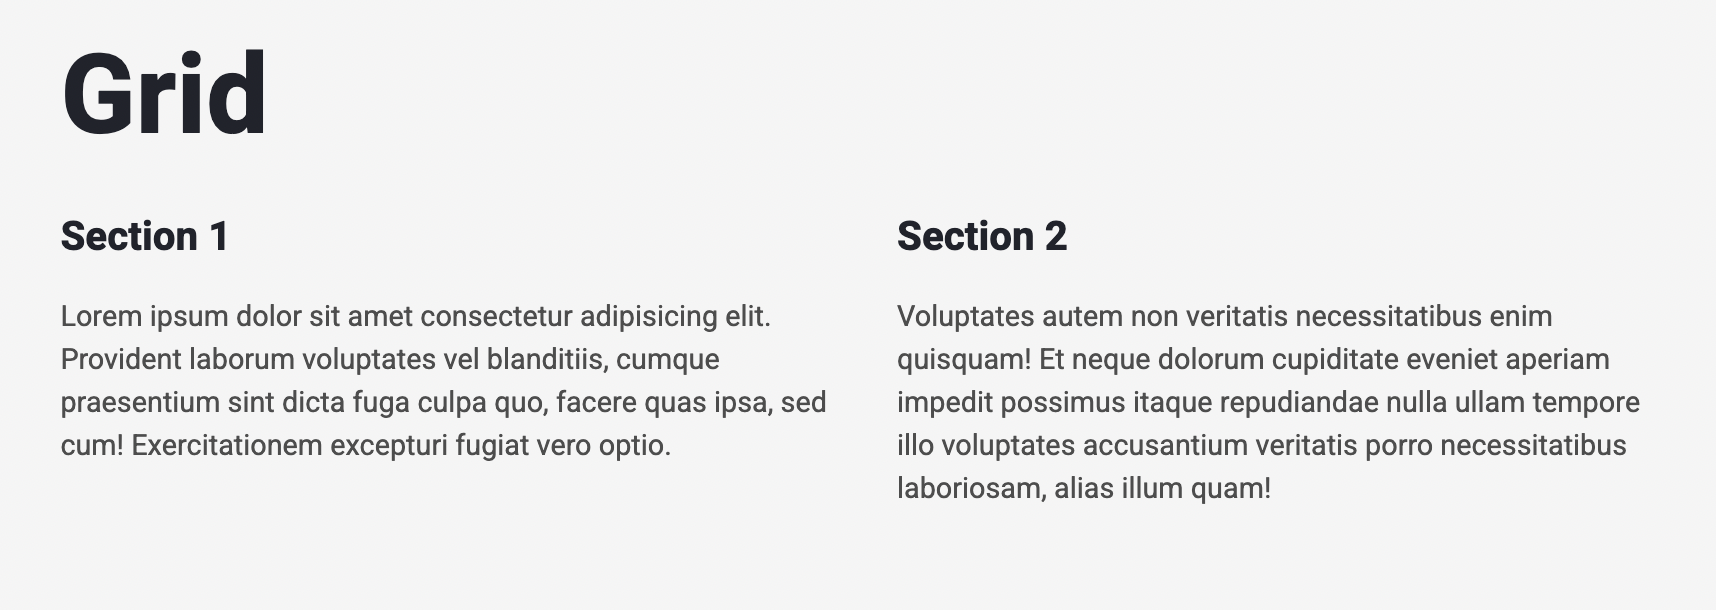 Grid
Section 1
Lorem ipsum dolor sit amet consectetur adipisicing elit.
Provident laborum voluptates vel blanditiis, cumque
praesentium sint dicta fuga culpa quo, facere quas ipsa, sed
cum! Exercitationem excepturi fugiat vero optio.
Section 2
Voluptates autem non veritatis necessitatibus enim
quisquam! Et neque dolorum cupiditate eveniet aperiam
impedit possimus itaque repudiandae nulla ullam tempore
illo voluptates accusantium veritatis porro necessitatibus
laboriosam, alias illum quam!